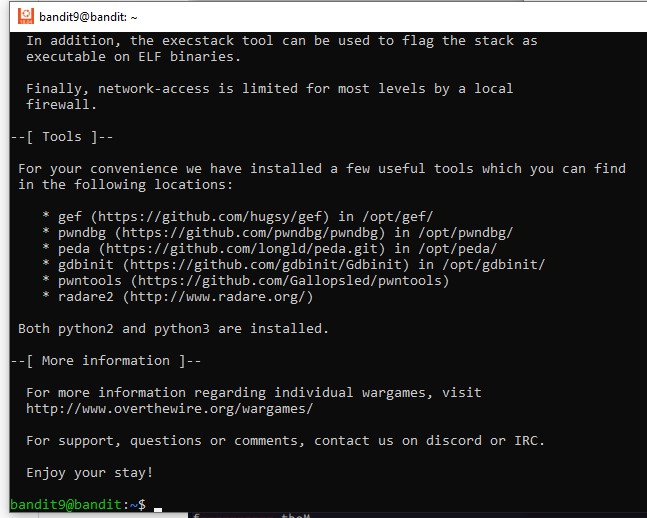 bandit9@bandit: ~
In addition, the execstack tool can be used to flag the stack as
executable on ELF binaries.
Finally, network-access is limited for most levels by a local
firewall.
--[ Tools ]--
For your convenience we have installed a few useful tools which you can find
in the following locations:
* gef (https://github.com/hugsy/gef) in /opt/gef/
* pwndbg (https://github.com/pwndbg/pwndbg) in /opt/pwndbg/
* peda (https://github.com/longld/peda.git) in /opt/peda/
* gdbinit (https://github.com/gdbinit/Gdbinit) in /opt/gdbinit/
* pwntools (https://github.com/Gallopsled/pwntools)
* radare2 (http://www.radare.org/)
Both python2 and python3 are installed.
--[ More information ]--
For more information regarding individual wargames, visit
http://www.overthewire.org/wargames/
For support, questions or comments, contact us on discord or IRC.
Enjoy your stay!
bandit9@bandit:~$